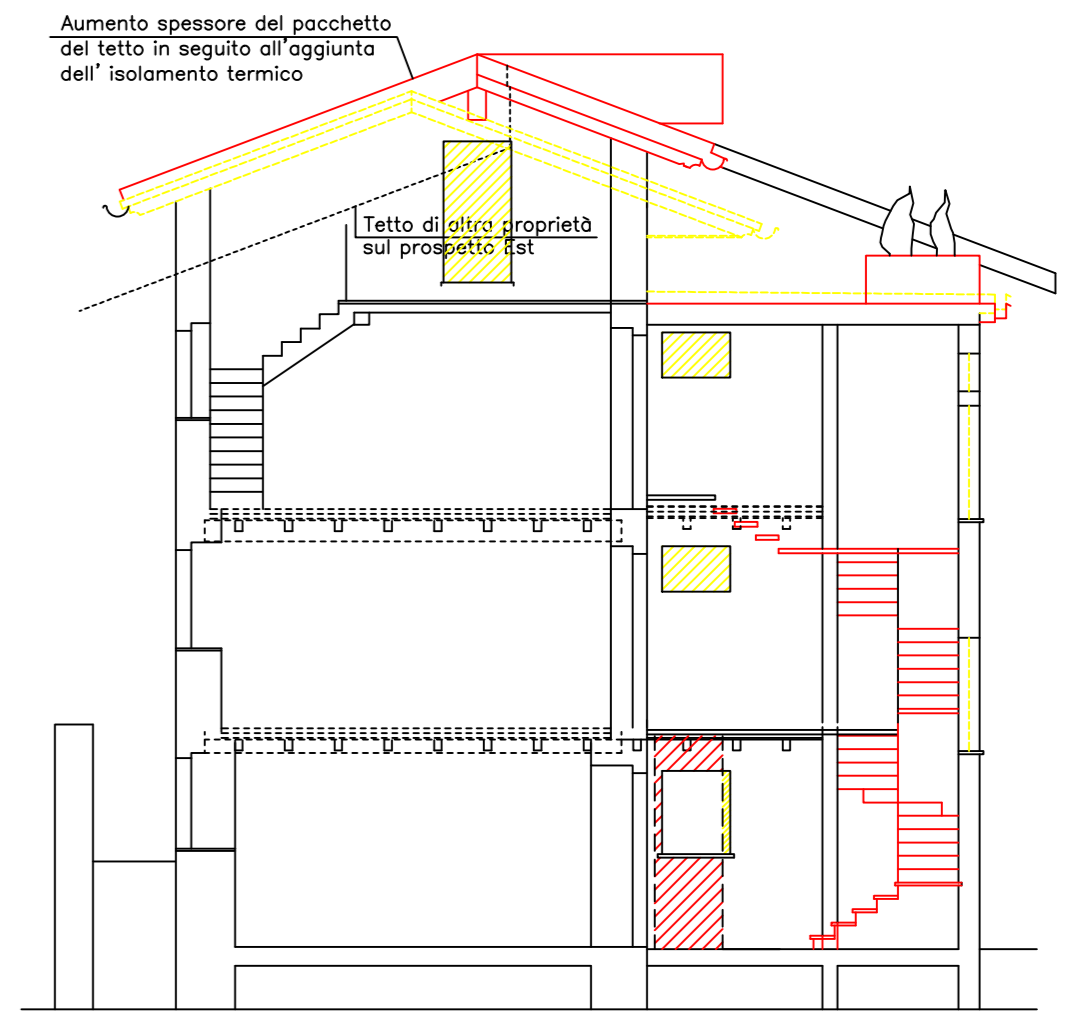 Aumento spessore del pacchetto
del tetto in seguito all'aggiunta
dell' isolamento termico
Tetto di altra proprietà
sul prospetto Est